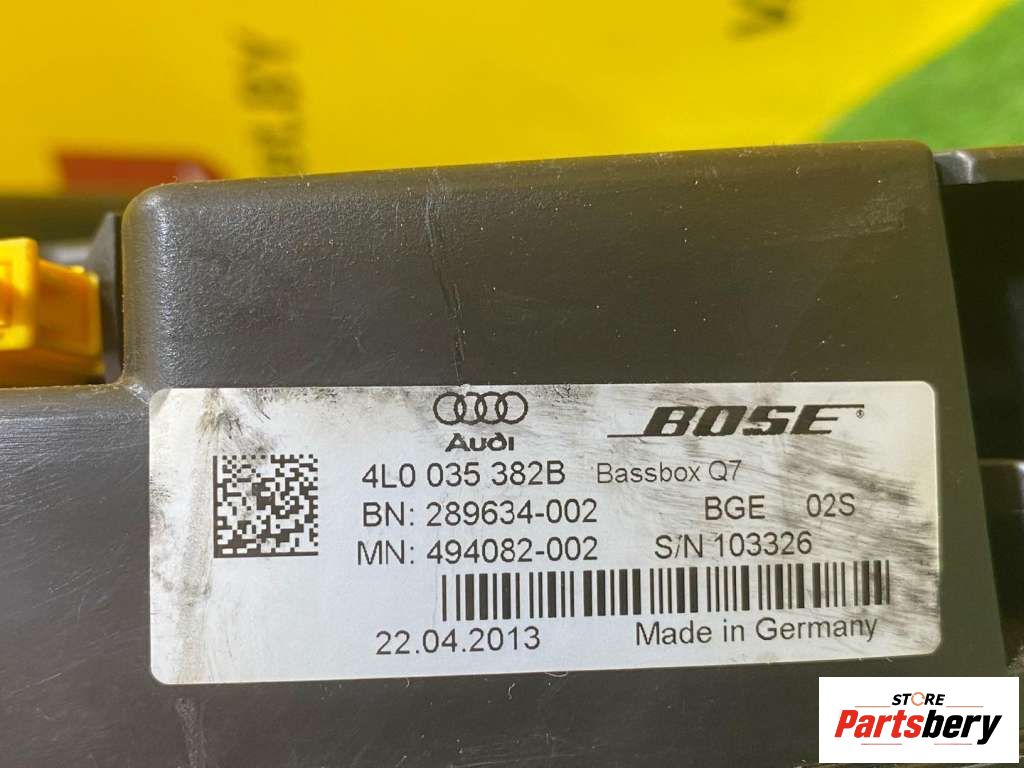 Audi
BOSE®
4L0 035 382B Bassbox Q7
BN: 289634-002 BGE 02S
MN: 494082-002 S/N 103326
22.04.2013 Made in Germany
STORE
Partsbery